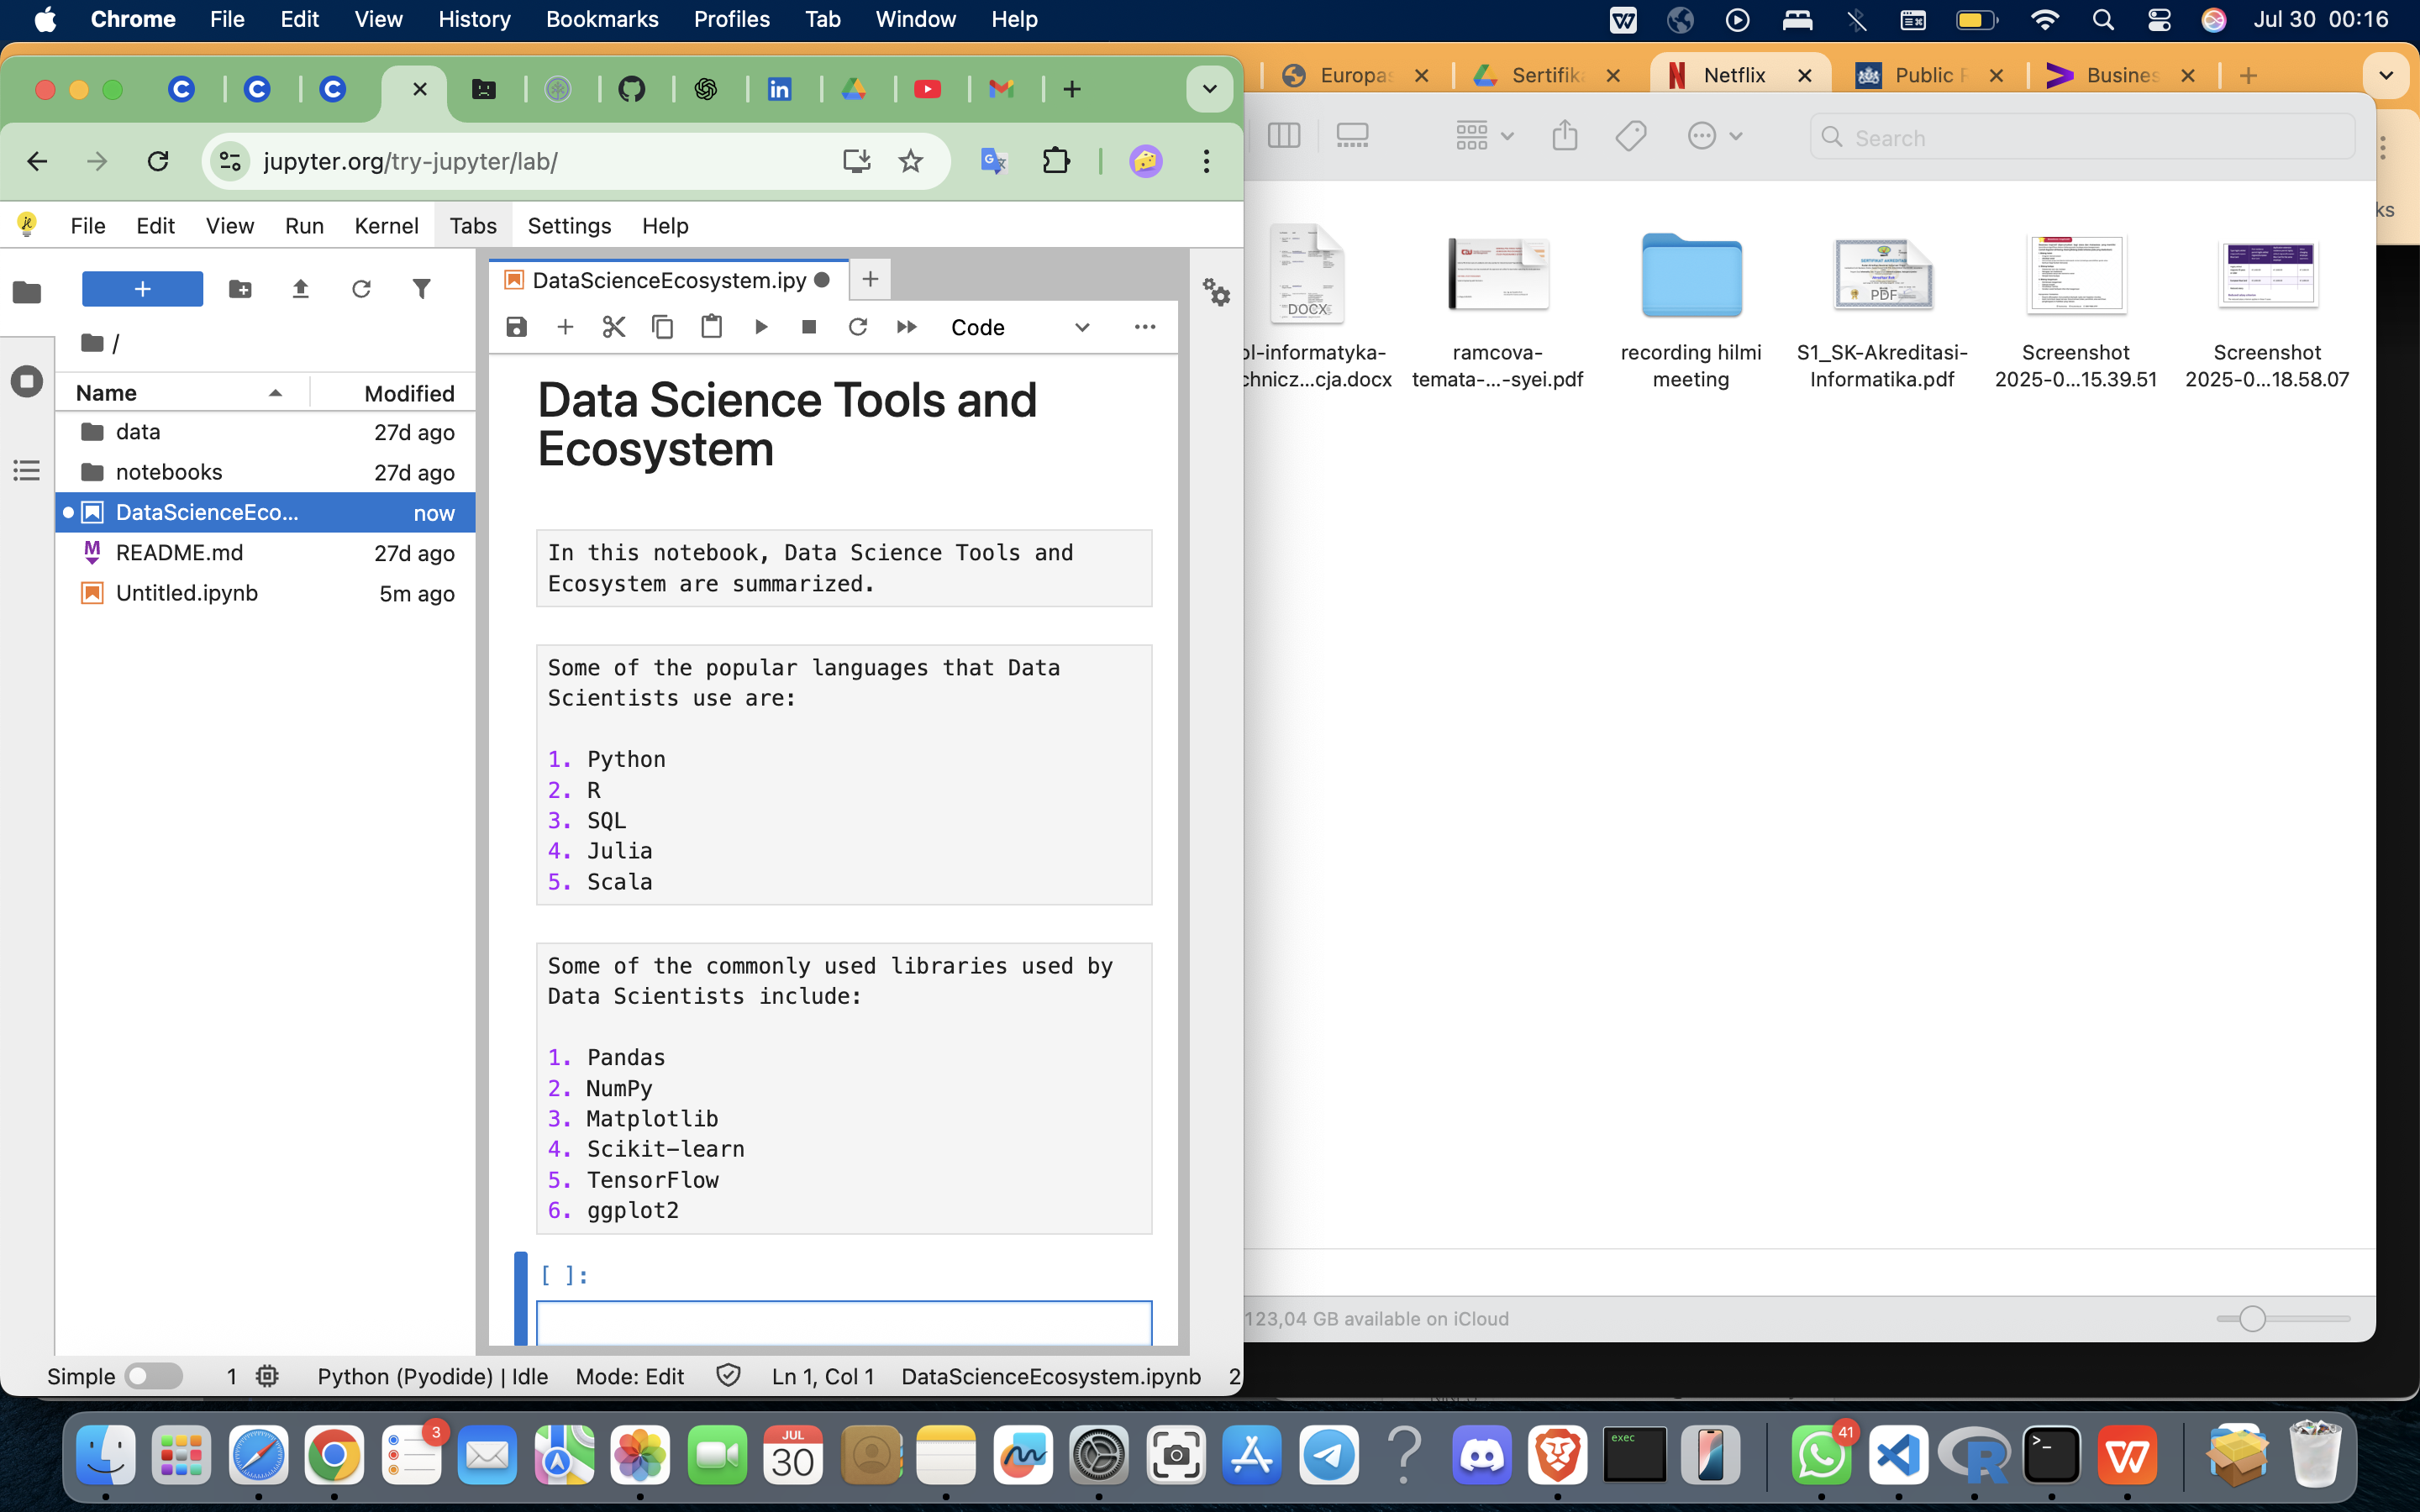 Chrome File Edit View History Bookmarks Profiles Tab Window Help Jul 30 00:16
Netflix Public
Search
jupyter.org/try-jupyter/lab/
File Edit View Run Kernel Tabs Settings Help
DataScienceEcosystem.ipy
Code
/
Name Modified
data 27d ago
notebooks 27d ago
DataScienceEco... now
README.md 27d ago
Untitled.ipynb 5m ago
Data Science Tools and
Ecosystem
In this notebook, Data Science Tools and
Ecosystem are summarized.
Some of the popular languages that Data
Scientists use are:
1. Python
2. R
3. SQL
4. Julia
5. Scala
Some of the commonly used libraries used by
Data Scientists include:
1. Pandas
2. NumPy
3. Matplotlib
4. Scikit-learn
5. TensorFlow
6. ggplot2
[ ]:
Simple 1 Python (Pyodide) | Idle Mode: Edit Ln 1, Col 1 DataScienceEcosystem.ipynb 2
DOCX
PDF
ol-informatyka- ramcova- recording hilmi S1_SK-Akreditasi- Screenshot Screenshot
chnicz...cja.docx temata-...-syei.pdf meeting Informatika.pdf 2025-0...15.39.51 2025-0...18.58.07
ks
123,04 GB available on iCloud
3
JUL
30
exec
41